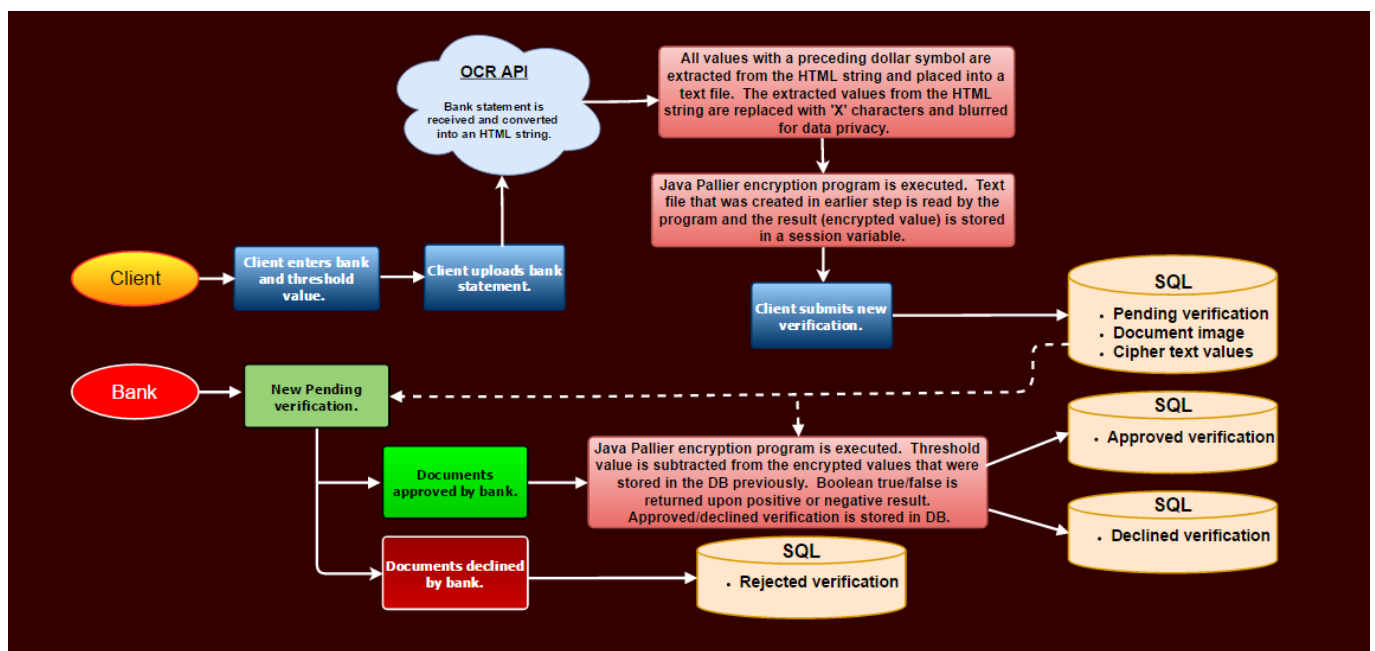 OCR API
Bank statement is
received and converted
into an HTML string.
All values with a preceding dollar symbol are
extracted from the HTML string and placed into a
text file. The extracted values from the HTML
string are replaced with 'X' characters and blurred
for data privacy.
Java Pallier encryption program is executed. Text
file that was created in earlier step is read by the
program and the result (encrypted value) is stored
in a session variable.
Client
Client enters bank
and threshold
value.
Client uploads bank
statement.
Client submits new
verification.
SQL
• Pending verification
• Document image
• Cipher text values
Bank
New Pending
verification.
SQL
• Approved verification
Documents
approved by bank.
Java Pallier encryption program is executed. Threshold
value is subtracted from the encrypted values that were
stored in the DB previously. Boolean true/false is
returned upon positive or negative result.
Approved/declined verification is stored in DB.
SQL
• Declined verification
Documents declined
by bank.
SQL
• Rejected verification